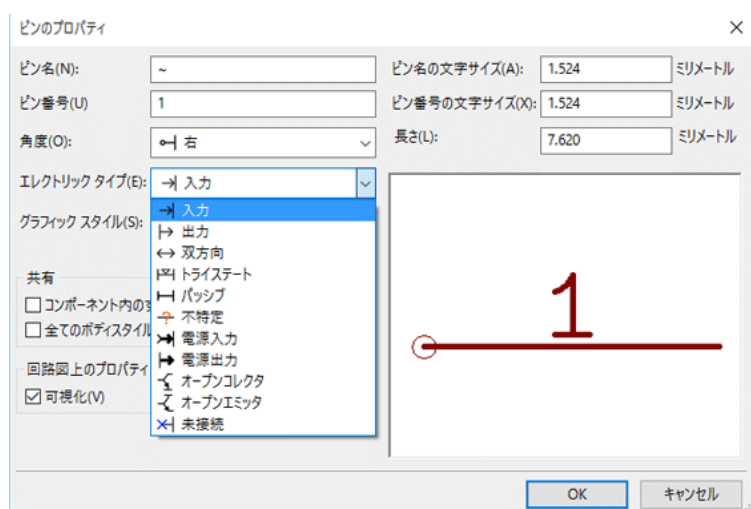 ピンのプロパティ
ピン名(N): ~ ピン名の文字サイズ(A): 1.524 ミリメートル
ピン番号(U) 1 ピン番号の文字サイズ(X): 1.524 ミリメートル
角度(O): 右 長さ(L): 7.620 ミリメートル
エレクトリック タイプ(E): 入力
グラフィック スタイル(S):
入力
出力
双方向
トライステート
パッシブ
不特定
電源入力
電源出力
オープンコレクタ
オープンエミッタ
未接続
共有
コンポーネント内の
全てのボディスタイル
回路図上のプロパティ
可視化(V)
1
OK キャンセル